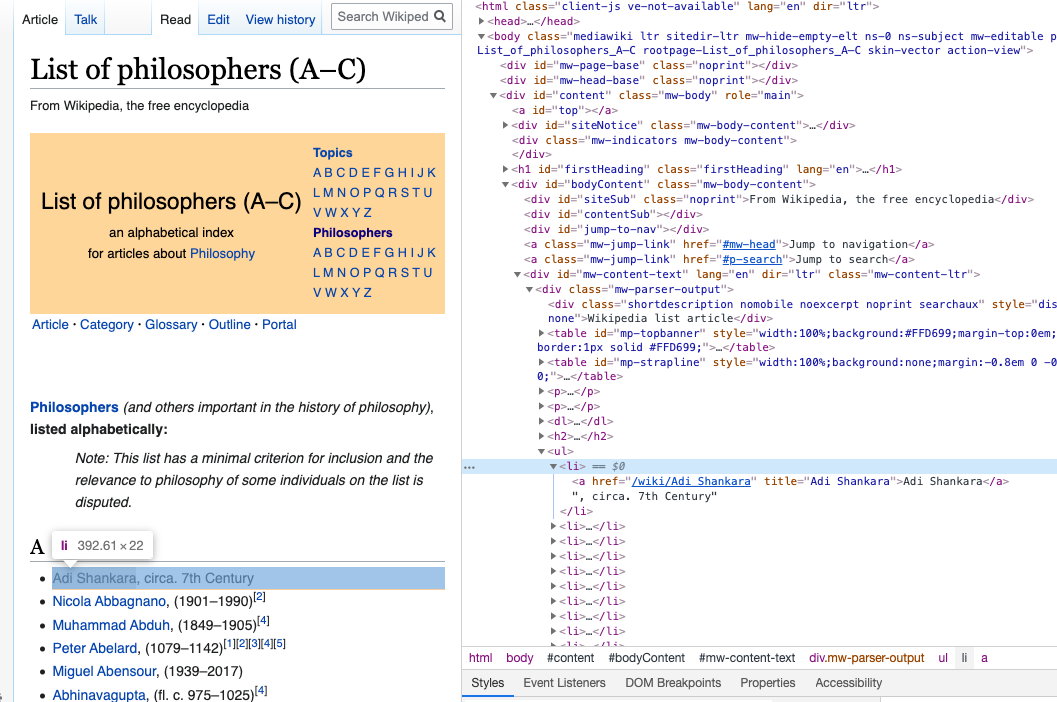 Article Talk Read Edit View history Search Wikiped
List of philosophers (A–C)
From Wikipedia, the free encyclopedia
List of philosophers (A–C)
an alphabetical index
for articles about Philosophy
Topics
A B C D E F G H I J K
L M N O P Q R S T U
V W X Y Z
Philosophers
A B C D E F G H I J K
L M N O P Q R S T U
V W X Y Z
Article · Category · Glossary · Outline · Portal
Philosophers (and others important in the history of philosophy),
listed alphabetically:
Note: This list has a minimal criterion for inclusion and the
relevance to philosophy of some individuals on the list is
disputed.
A
li 392.61 × 22
Adi Shankara, circa. 7th Century
Nicola Abbagnano, (1901–1990)[2]
Muhammad Abduh, (1849–1905)[4]
Peter Abelard, (1079–1142)[1][2][3][4][5]
Miguel Abensour, (1939–2017)
Abhinavagupta, (fl. c. 975–1025)[4]
<html class="client-js ve-not-available" lang="en" dir="ltr">
<head>…</head>
<body class="mediawiki ltr sitedir-ltr mw-hide-empty-elt ns-0 ns-subject mw-editable p
List_of_philosophers_A–C rootpage-List_of_philosophers_A–C skin-vector action-view">
<div id="mw-page-base" class="noprint"></div>
<div id="mw-head-base" class="noprint"></div>
<div id="content" class="mw-body" role="main">
<a id="top"></a>
<div id="siteNotice" class="mw-body-content">…</div>
<div class="mw-indicators mw-body-content">
</div>
<h1 id="firstHeading" class="firstHeading" lang="en">…</h1>
<div id="bodyContent" class="mw-body-content">
<div id="siteSub" class="noprint">From Wikipedia, the free encyclopedia</div>
<div id="contentSub"></div>
<div id="jump-to-nav"></div>
<a class="mw-jump-link" href="#mw-head">Jump to navigation</a>
<a class="mw-jump-link" href="#p-search">Jump to search</a>
<div id="mw-content-text" lang="en" dir="ltr" class="mw-content-ltr">
<div class="mw-parser-output">
<div class="shortdescription nomobile noexcerpt noprint searchaux" style="dis
none">Wikipedia list article</div>
<table id="mp-topbanner" style="width:100%;background:#FFD699;margin-top:0em;
border:1px solid #FFD699;">…</table>
<table id="mp-strapline" style="width:100%;background:none;margin:-0.8em 0 -0
0;">…</table>
<p>…</p>
<p>…</p>
<dl>…</dl>
<h2>…</h2>
<ul>
… <li> == $0
<a href="/wiki/Adi Shankara" title="Adi Shankara">Adi Shankara</a>
", circa. 7th Century"
</li>
<li>…</li>
<li>…</li>
<li>…</li>
<li>…</li>
<li>…</li>
<li>…</li>
<li>…</li>
<li>…</li>
html body #content #bodyContent #mw-content-text div.mw-parser-output ul li a
Styles Event Listeners DOM Breakpoints Properties Accessibility